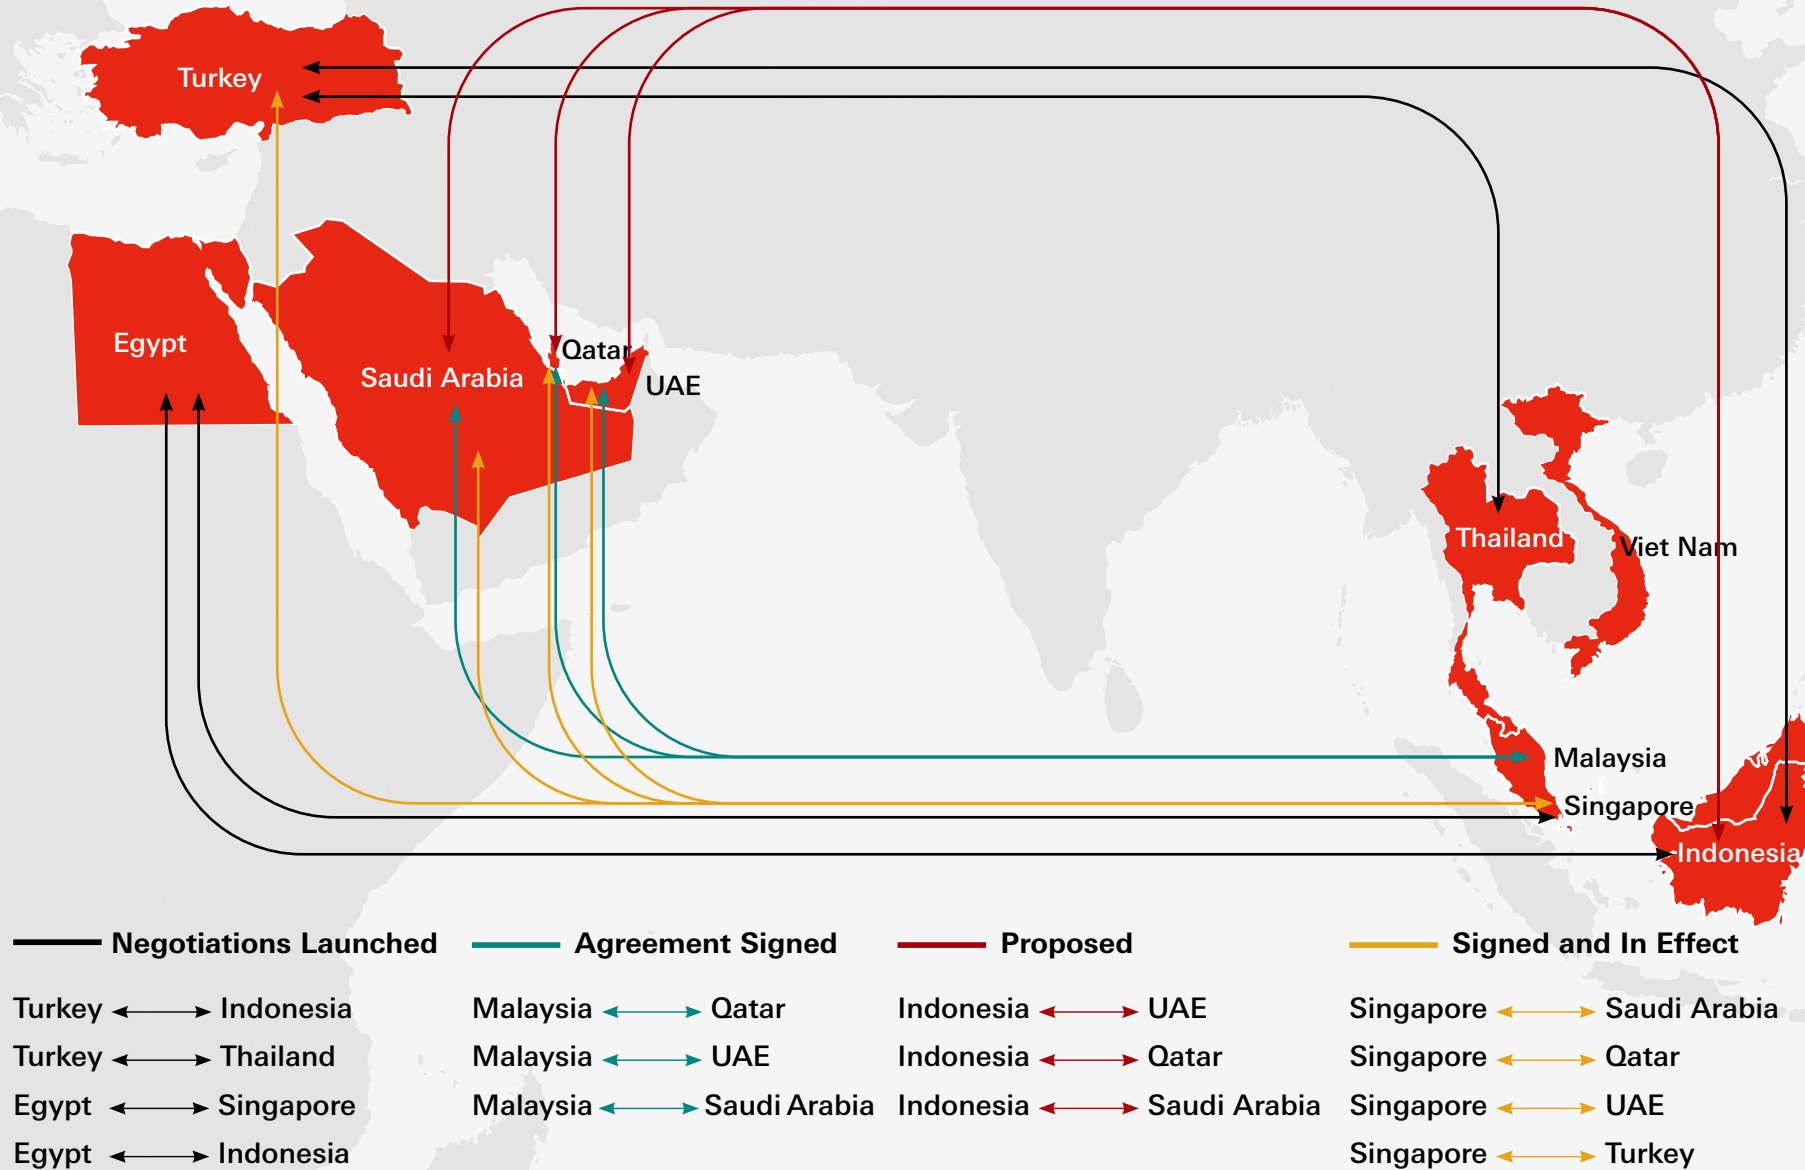 Turkey
Egypt
Saudi Arabia
Qatar
UAE
Thailand
Viet Nam
Malaysia
Singapore
Indonesia
Negotiations Launched
Turkey Indonesia
Turkey Thailand
Egypt Singapore
Egypt Indonesia
Agreement Signed
Malaysia Qatar
Malaysia UAE
Malaysia Saudi Arabia
Proposed
Indonesia UAE
Indonesia Qatar
Indonesia Saudi Arabia
Signed and In Effect
Singapore Saudi Arabia
Singapore Qatar
Singapore UAE
Singapore Turkey